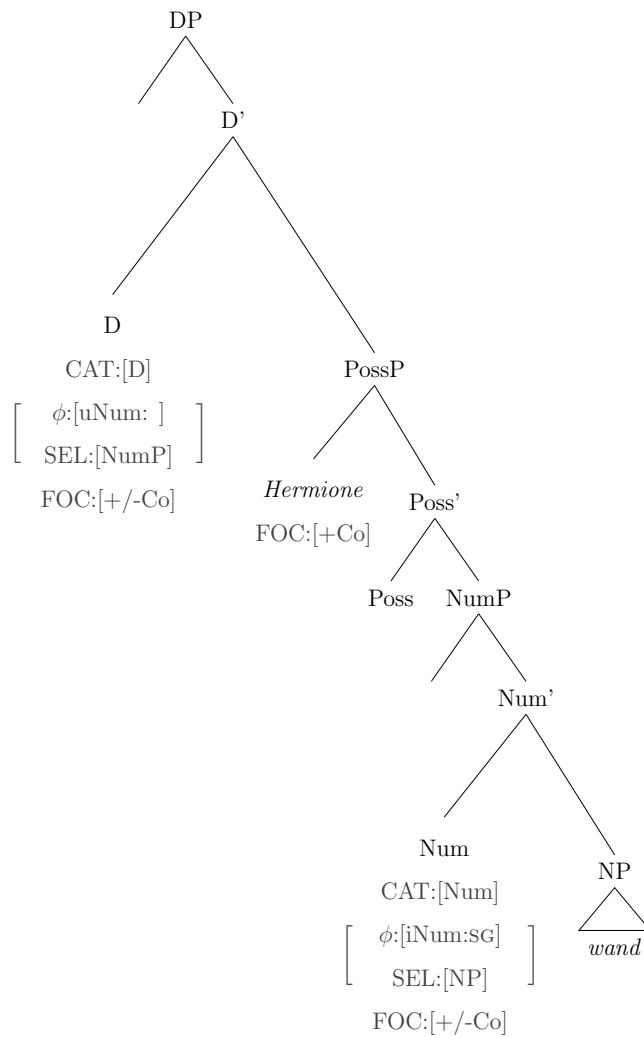 DP
D'
D
CAT:[D]
ϕ:[uNum: ]
SEL:[NumP]
FOC:[+/-Co]
PossP
Hermione
FOC:[+Co]
Poss'
Poss NumP
Num'
Num
CAT:[Num]
ϕ:[iNum:SG]
SEL:[NP]
FOC:[+/-Co]
NP
wand